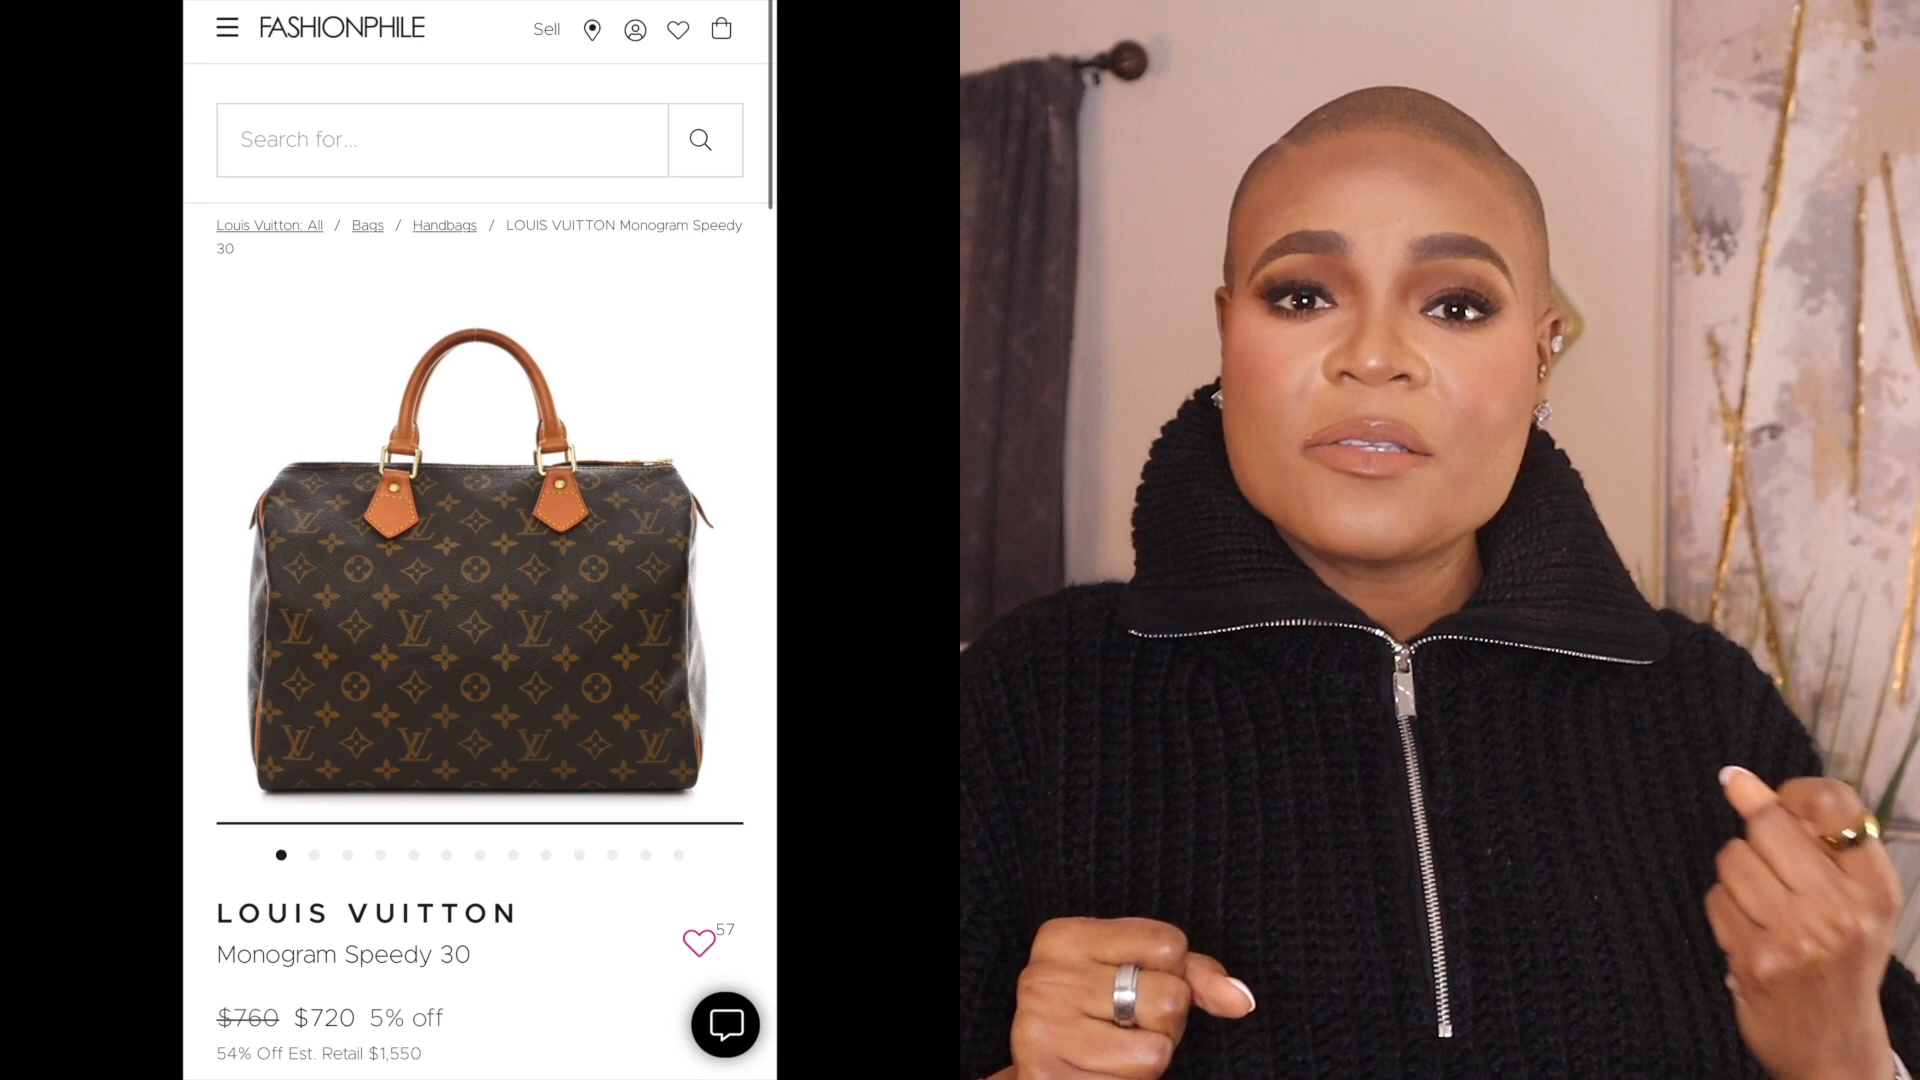 FASHIONPHILE
Sell
Search for...
Louis Vuitton: All / Bags / Handbags / LOUIS VUITTON Monogram Speedy
30
LOUIS VUITTON
57
Monogram Speedy 30
$760 $720 5% off
54% Off Est. Retail $1,550